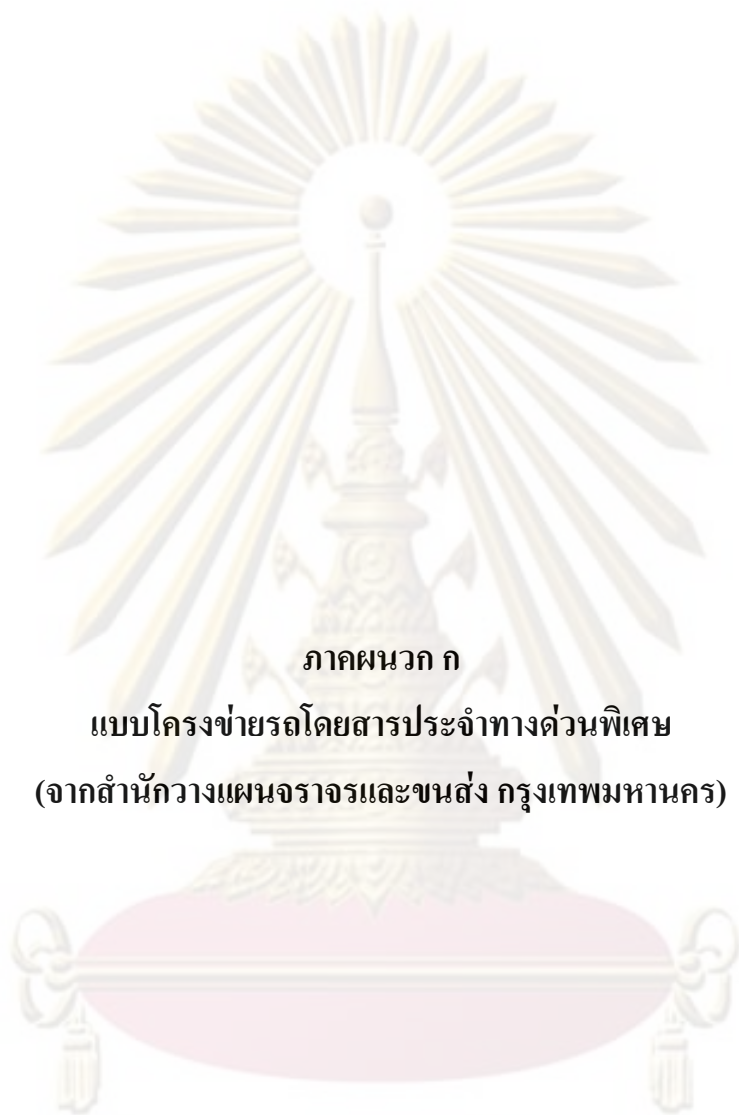 ภาคผนวก ก
แบบโครงข่ายรถโดยสารประจำทางด่วนพิเศษ
(จากสำนักวางแผนจราจรและขนส่ง กรุงเทพมหานคร)